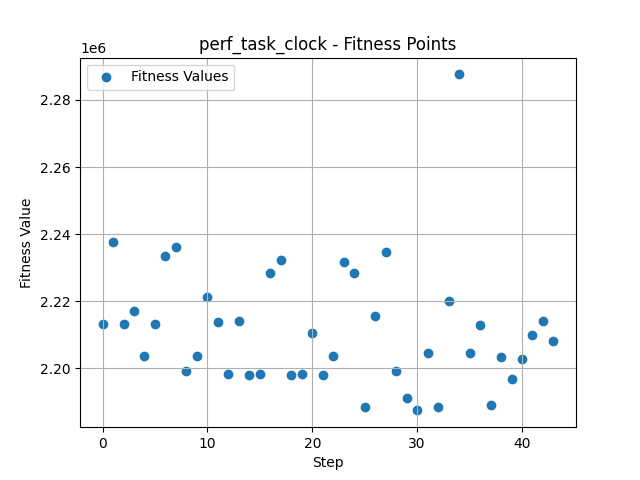 perf_task_clock - Fitness Points
1e6
Fitness Values
2.28
2.26
2.24
2.22
2.20
Fitness Value
0
10
20
30
40
Step